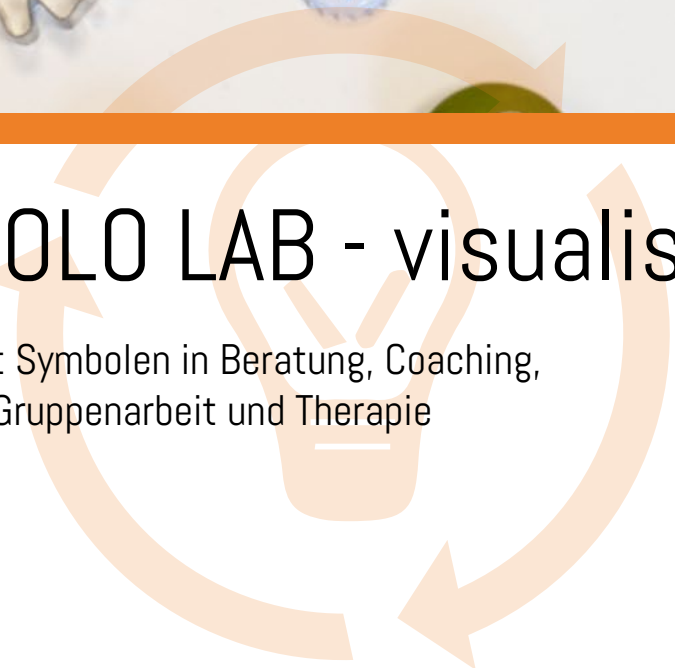 OLO LAB - visualis
Symbolen in Beratung, Coaching,
Gruppenarbeit und Therapie